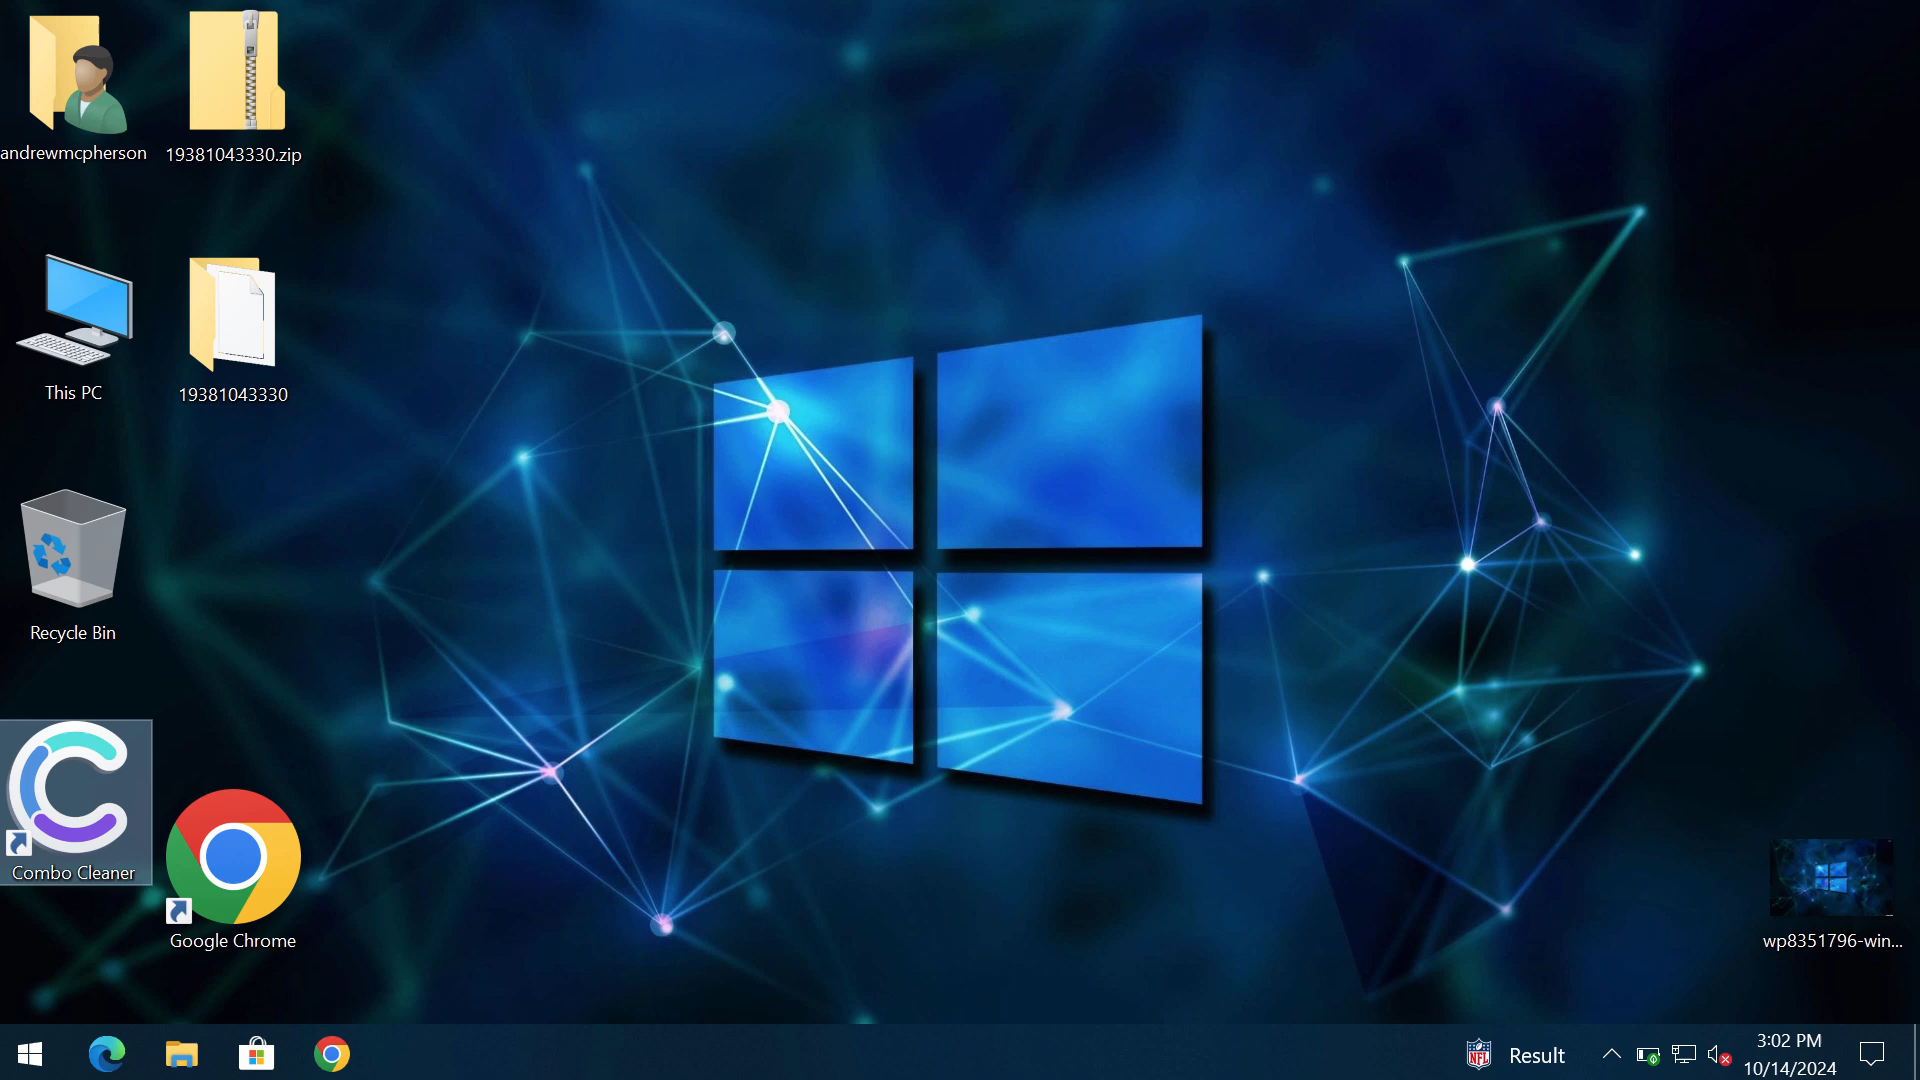 andrewmcpherson
19381043330.zip
This PC
19381043330
Recycle Bin
Combo Cleaner
Google Chrome
wp8351796-win...
NFL
Result
3:02 PM
10/14/2024